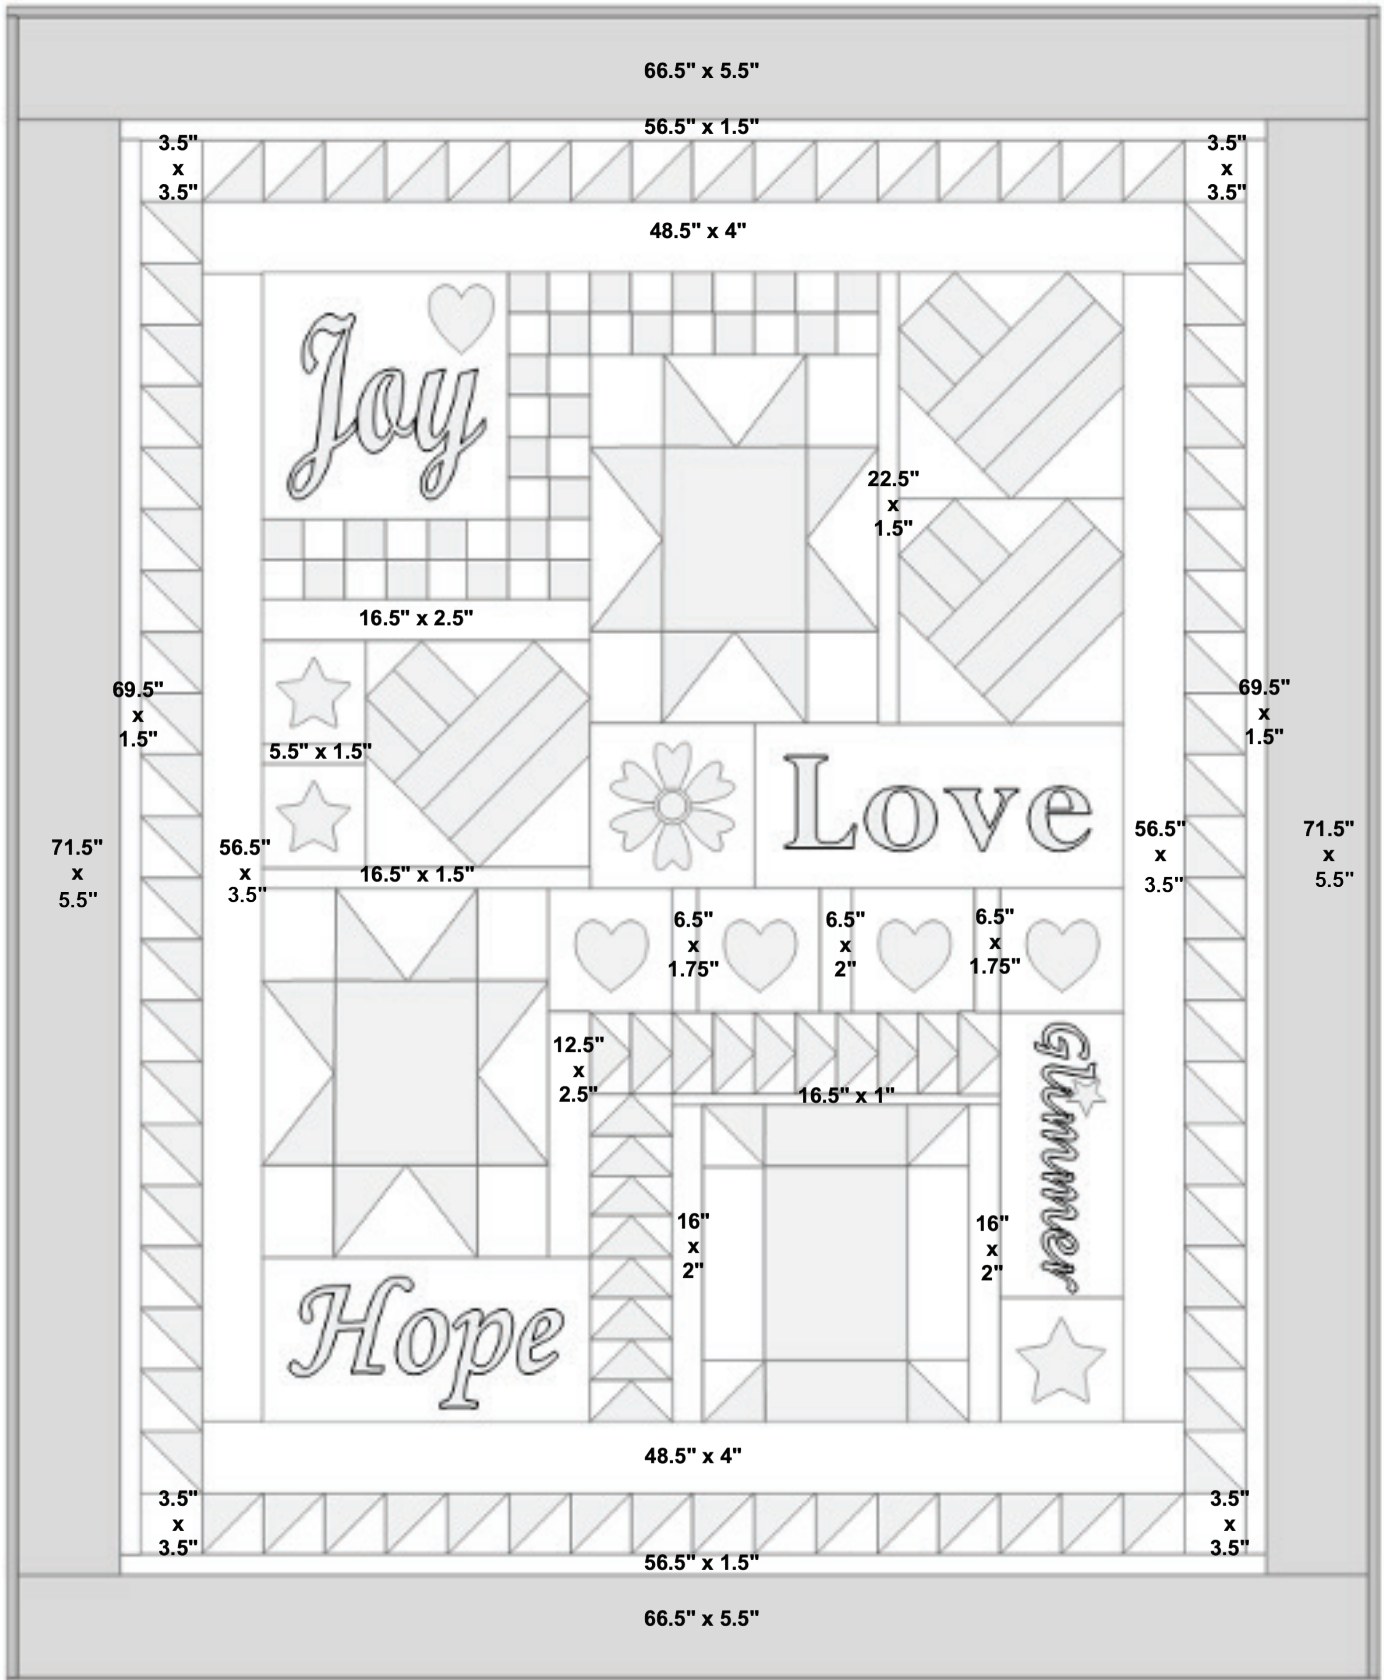 66.5" x 5.5"
56.5" x 1.5"
3.5"
x
3.5"
3.5"
x
3.5"
48.5" x 4"
Joy
22.5"
x
1.5"
16.5" x 2.5"
69.5"
x
1.5"
69.5"
x
1.5"
5.5" x 1.5"
Love
71.5"
x
5.5"
56.5"
x
3.5"
16.5" x 1.5"
56.5"
x
3.5"
71.5"
x
5.5"
6.5"
x
1.75"
6.5"
x
2"
6.5"
x
1.75"
12.5"
x
2.5"
16.5" x 1"
Glimmer
16"
x
2"
16"
x
2"
Hope
48.5" x 4"
3.5"
x
3.5"
3.5"
x
3.5"
56.5" x 1.5"
66.5" x 5.5"